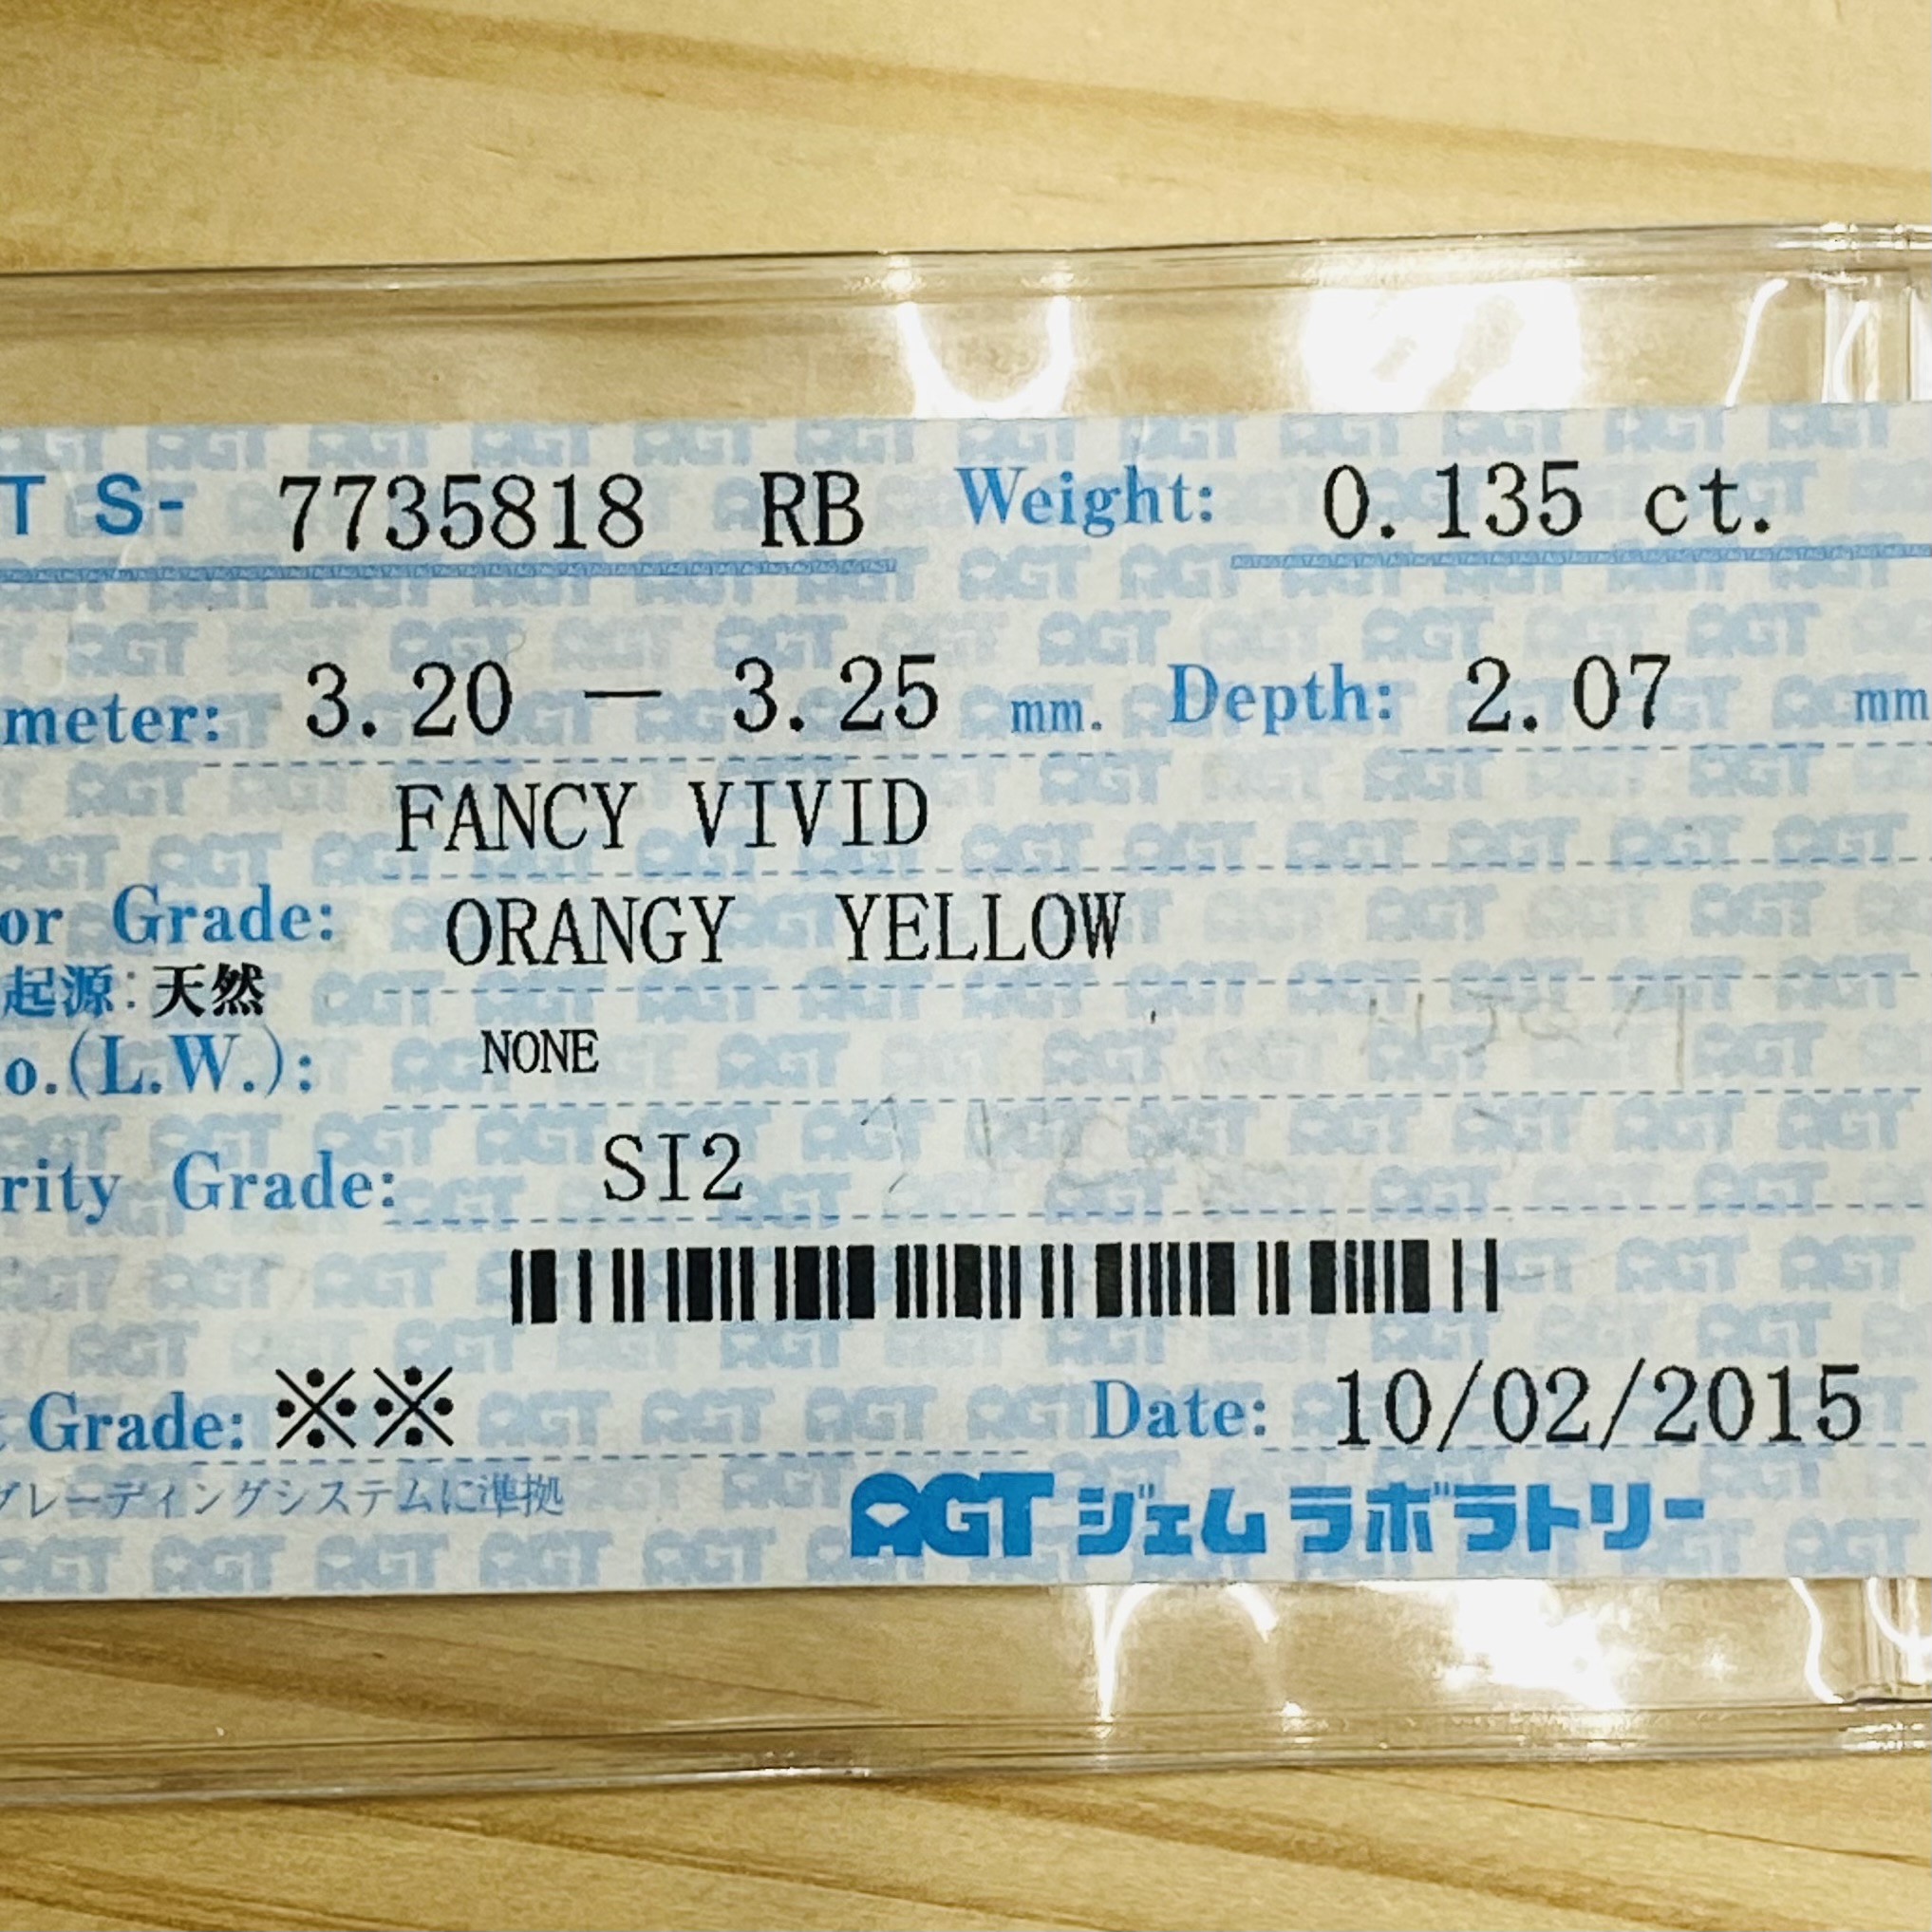 T S- 7735818 RB Weight: 0.135 ct.
meter: 3.20 － 3.25 mm. Depth: 2.07 mm
FANCY VIVID
or Grade: ORANGY YELLOW
起源:天然
o.(L.W.): NONE
rity Grade: SI2
Grade: ※※ Date: 10/02/2015
グレーディングシステムに準拠
AGT ジェム ラボラトリー